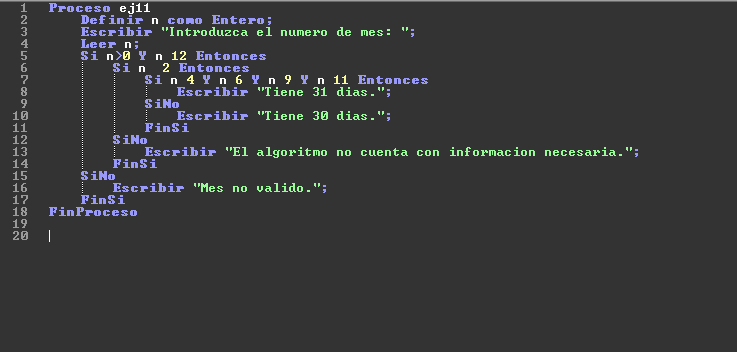 1 Proceso ej11
2 Definir n como Entero;
3 Escribir "Introduzca el numero de mes: ";
4 Leer n;
5 Si n>0 Y n 12 Entonces
6 Si n  2 Entonces
7 Si n 4 Y n 6 Y n 9 Y n 11 Entonces
8 Escribir "Tiene 31 dias.";
9 SiNo
10 Escribir "Tiene 30 dias.";
11 FinSi
12 SiNo
13 Escribir "El algoritmo no cuenta con informacion necesaria.";
14 FinSi
15 SiNo
16 Escribir "Mes no valido.";
17 FinSi
18 FinProceso
19
20